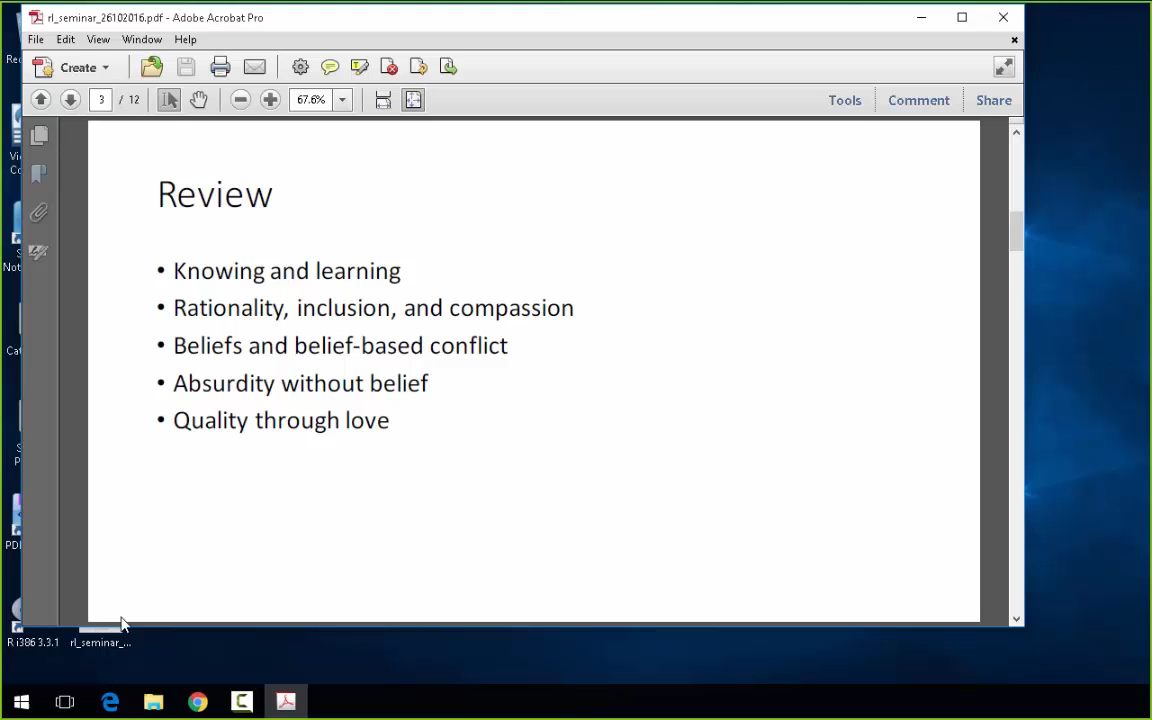 rl_seminar_26102016.pdf - Adobe Acrobat Pro
File Edit View Window Help
Create
3 / 12 67.6% Tools Comment Share
Review
• Knowing and learning
• Rationality, inclusion, and compassion
• Beliefs and belief-based conflict
• Absurdity without belief
• Quality through love
R i386 3.3.1 rl_seminar_...